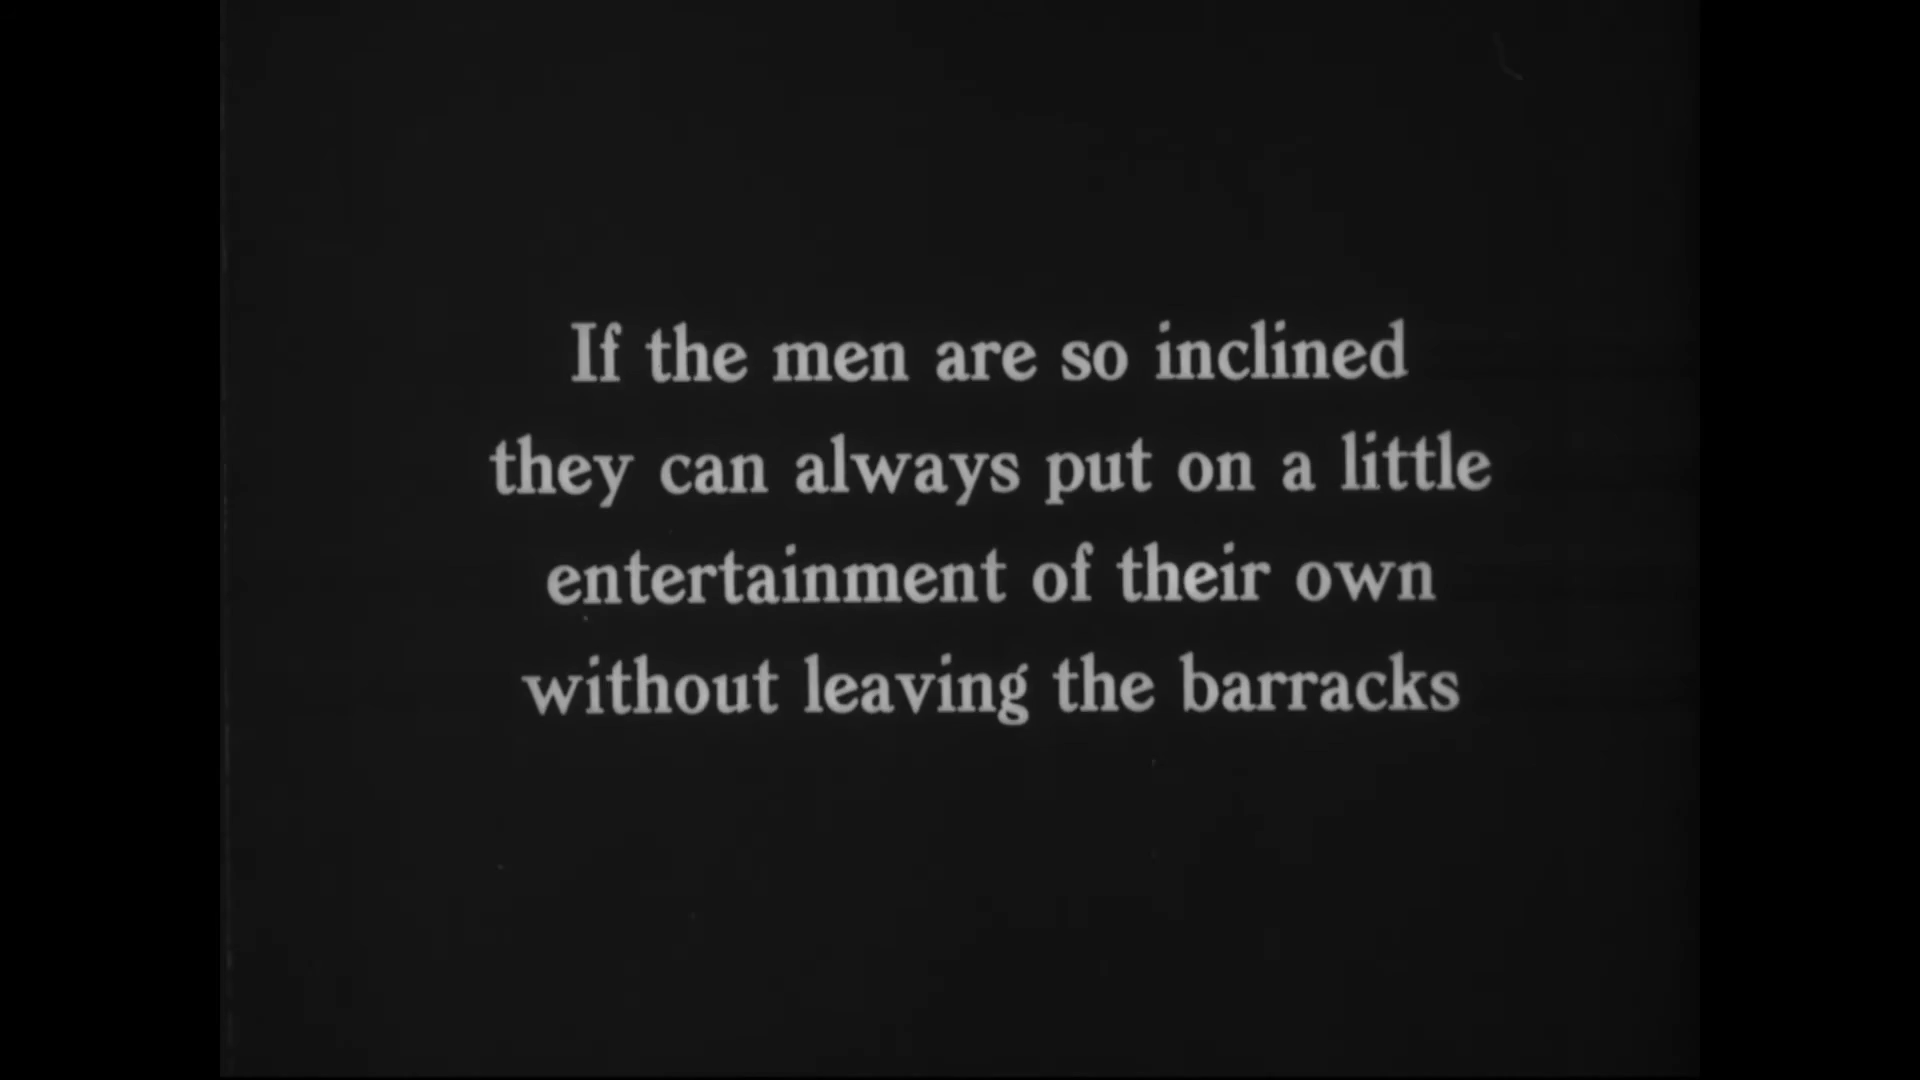 If the men are so inclined
they can always put on a little
entertainment of their own
without leaving the barracks